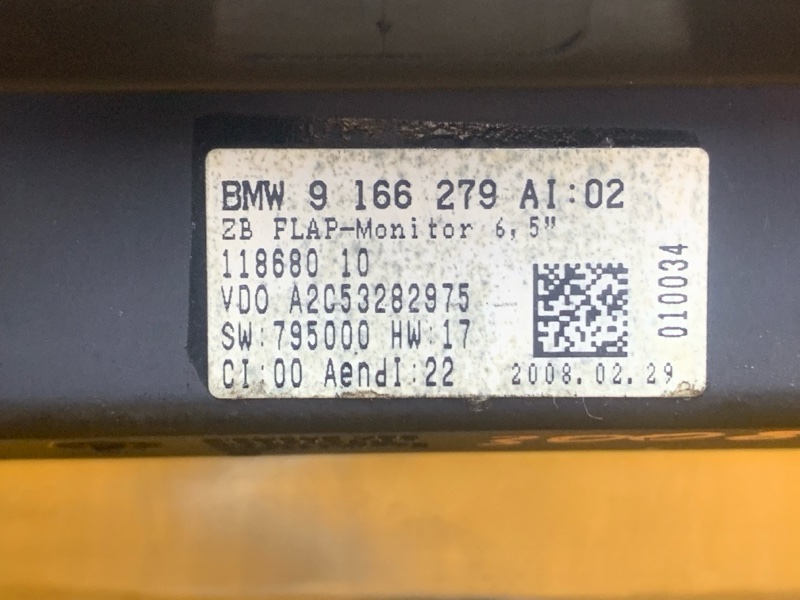 BMW 9 166 279 AI:02
ZB FLAP-Monitor 6,5"
118680 10
VDO A2C53282975
SW:795000 HW:17
CI:00 AendI:22
2008.02.29
010034